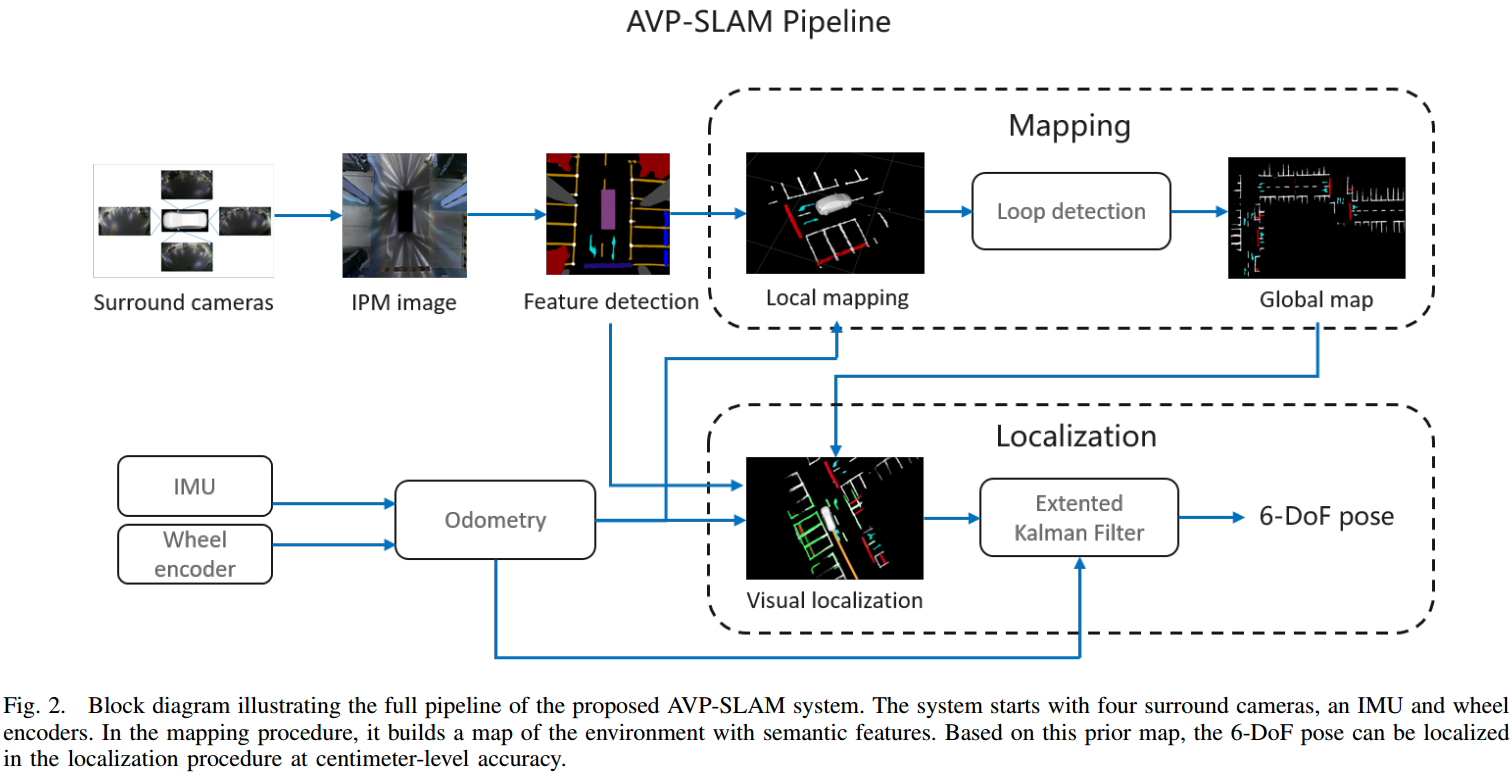 AVP-SLAM Pipeline
Mapping
Surround cameras
IPM image
Feature detection
Local mapping
Loop detection
Global map
Localization
IMU
Wheel
encoder
Odometry
Visual localization
Extented
Kalman Filter
6-DoF pose
Fig. 2. Block diagram illustrating the full pipeline of the proposed AVP-SLAM system. The system starts with four surround cameras, an IMU and wheel
encoders. In the mapping procedure, it builds a map of the environment with semantic features. Based on this prior map, the 6-DoF pose can be localized
in the localization procedure at centimeter-level accuracy.